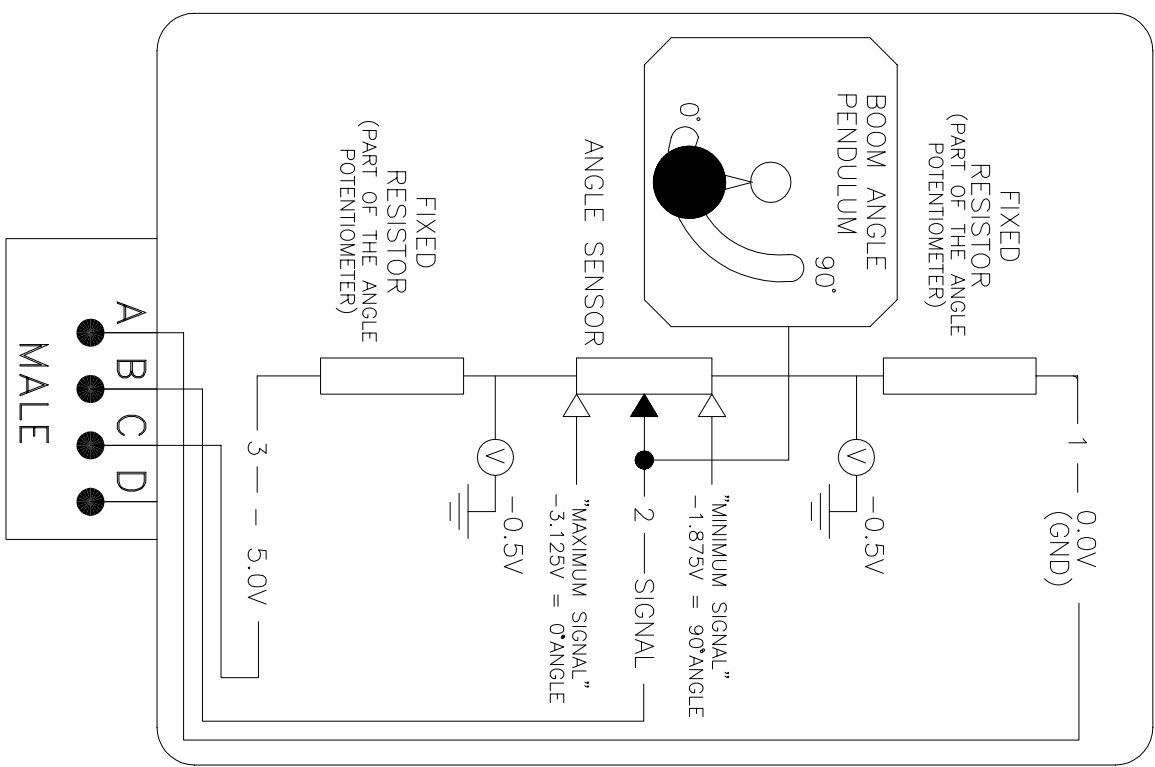 1 — 0.0V
(GND)
FIXED
RESISTOR
(PART OF THE ANGLE
POTENTIOMETER)
V
-0.5V
BOOM ANGLE
PENDULUM
90°
0°
"MINIMUM SIGNAL"
-1.875V = 90°ANGLE
2 — SIGNAL
ANGLE SENSOR
"MAXIMUM SIGNAL"
-3.125V = 0°ANGLE
V
-0.5V
FIXED
RESISTOR
(PART OF THE ANGLE
POTENTIOMETER)
3 — - 5.0V
A B C D
MALE